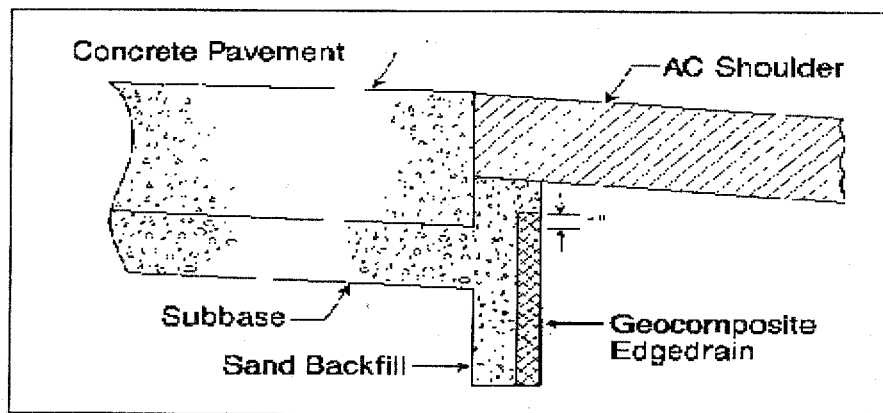 Concrete Pavement
AC Shoulder
Subbase
Geocomposite
Edgedrain
Sand Backfill